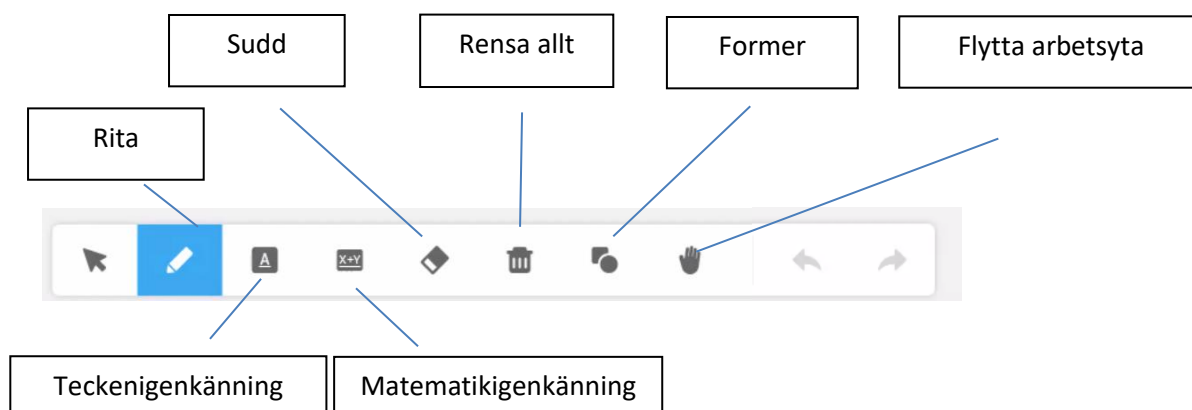 Sudd
Rensa allt
Former
Flytta arbetsyta
Rita
A
X+Y
Teckenigenkänning
Matematikigenkänning